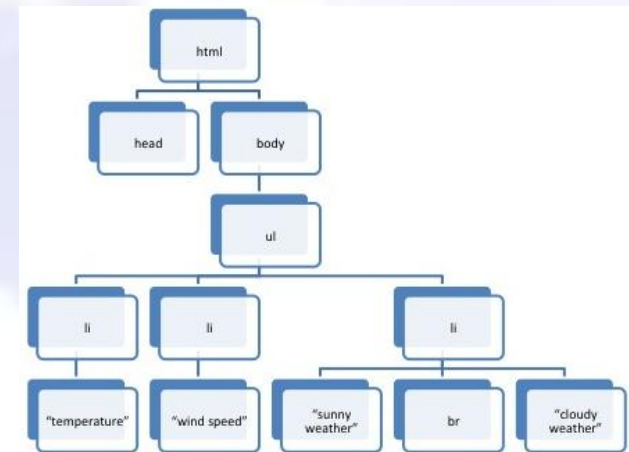 html
head
body
ul
li
li
li
“temperature”
“wind speed”
“sunny
weather”
br
“cloudy
weather”